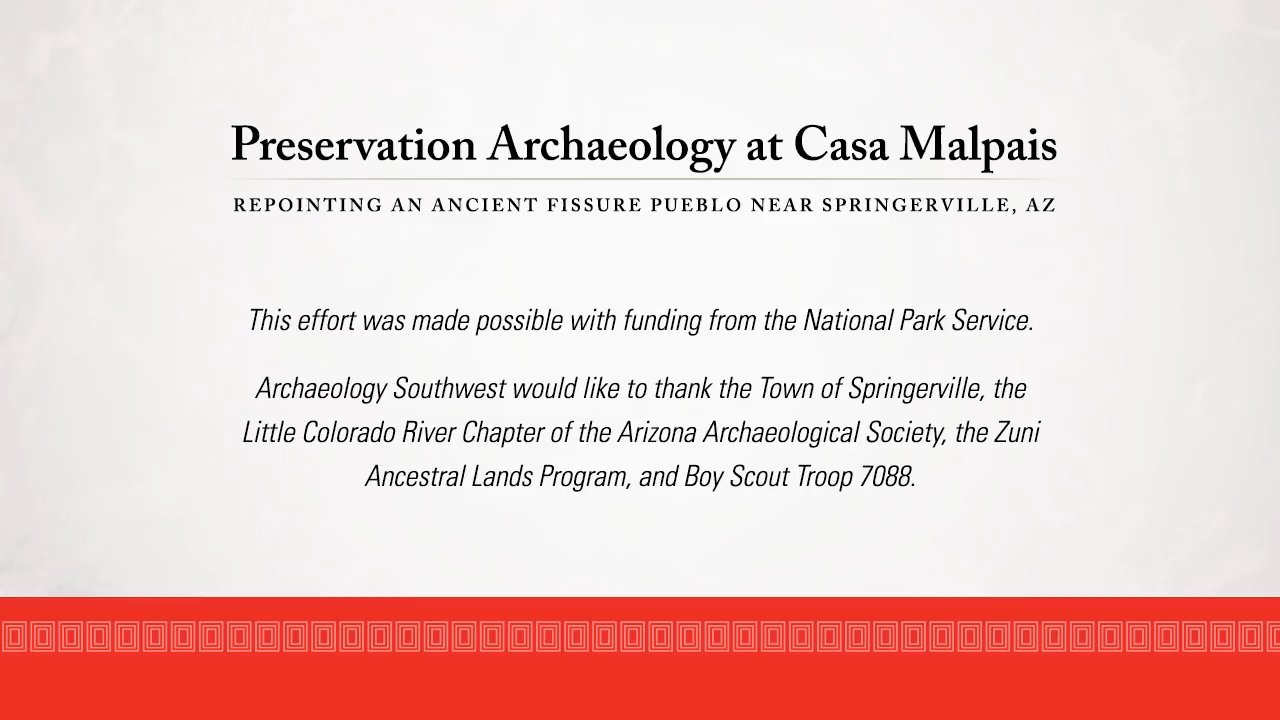 Preservation Archaeology at Casa Malpais
REPOINTING AN ANCIENT FISSURE PUEBLO NEAR SPRINGERVILLE, AZ
This effort was made possible with funding from the National Park Service.
Archaeology Southwest would like to thank the Town of Springerville, the
Little Colorado River Chapter of the Arizona Archaeological Society, the Zuni
Ancestral Lands Program, and Boy Scout Troop 7088.